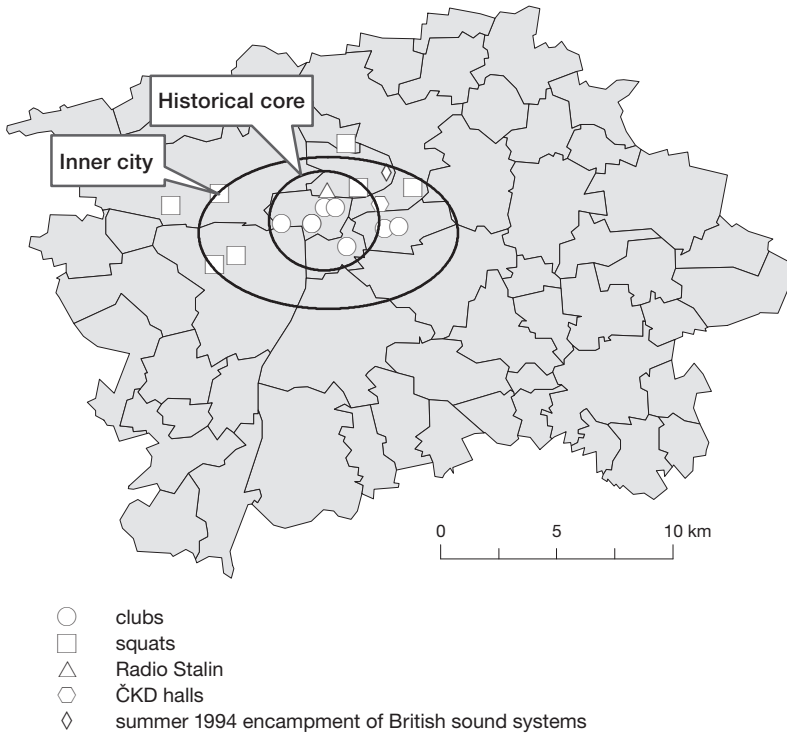 Historical core
Inner city
0 5 10 km
clubs
squats
Radio Stalin
ČKD halls
summer 1994 encampment of British sound systems